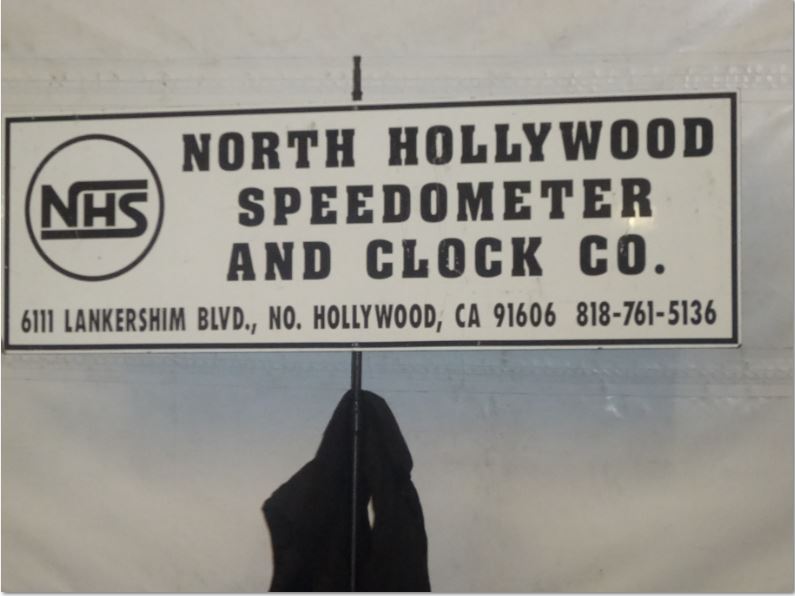 NHS
NORTH HOLLYWOOD
SPEEDOMETER
AND CLOCK CO.
6111 LANKERSHIM BLVD., NO. HOLLYWOOD, CA 91606 818-761-5136